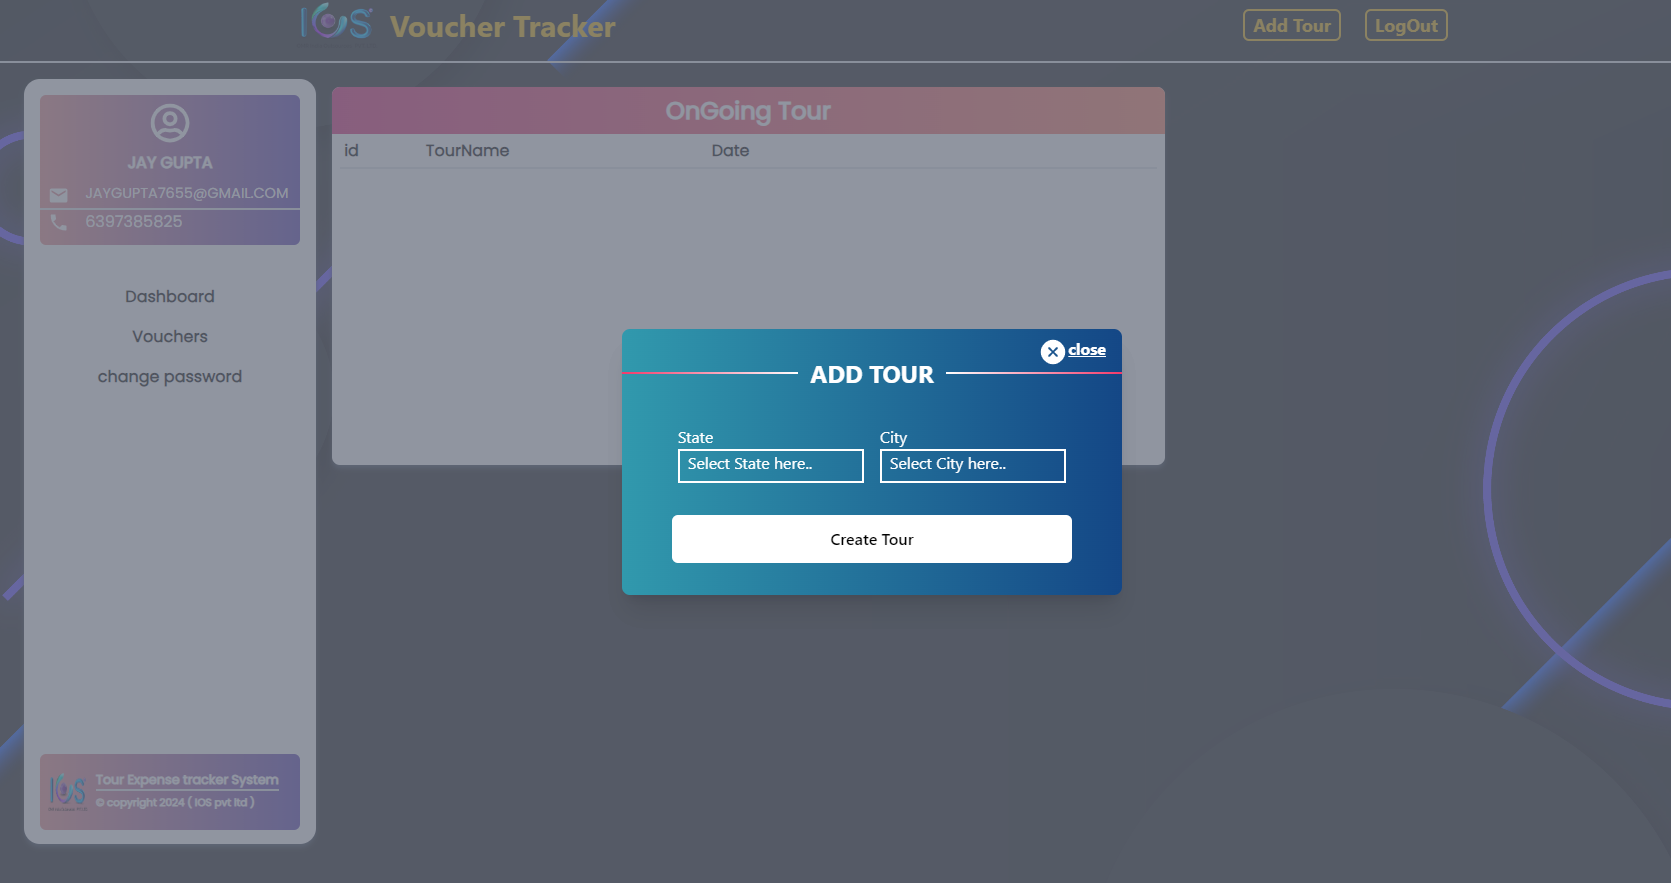 IOS Voucher Tracker
Add Tour
LogOut
JAY GUPTA
JAYGUPTA7655@GMAIL.COM
6397385825
Dashboard
Vouchers
change password
OnGoing Tour
id TourName Date
close
ADD TOUR
State City
Select State here.. Select City here..
Create Tour
IOS
Tour Expense tracker System
© copyright 2024 ( IOS pvt ltd )